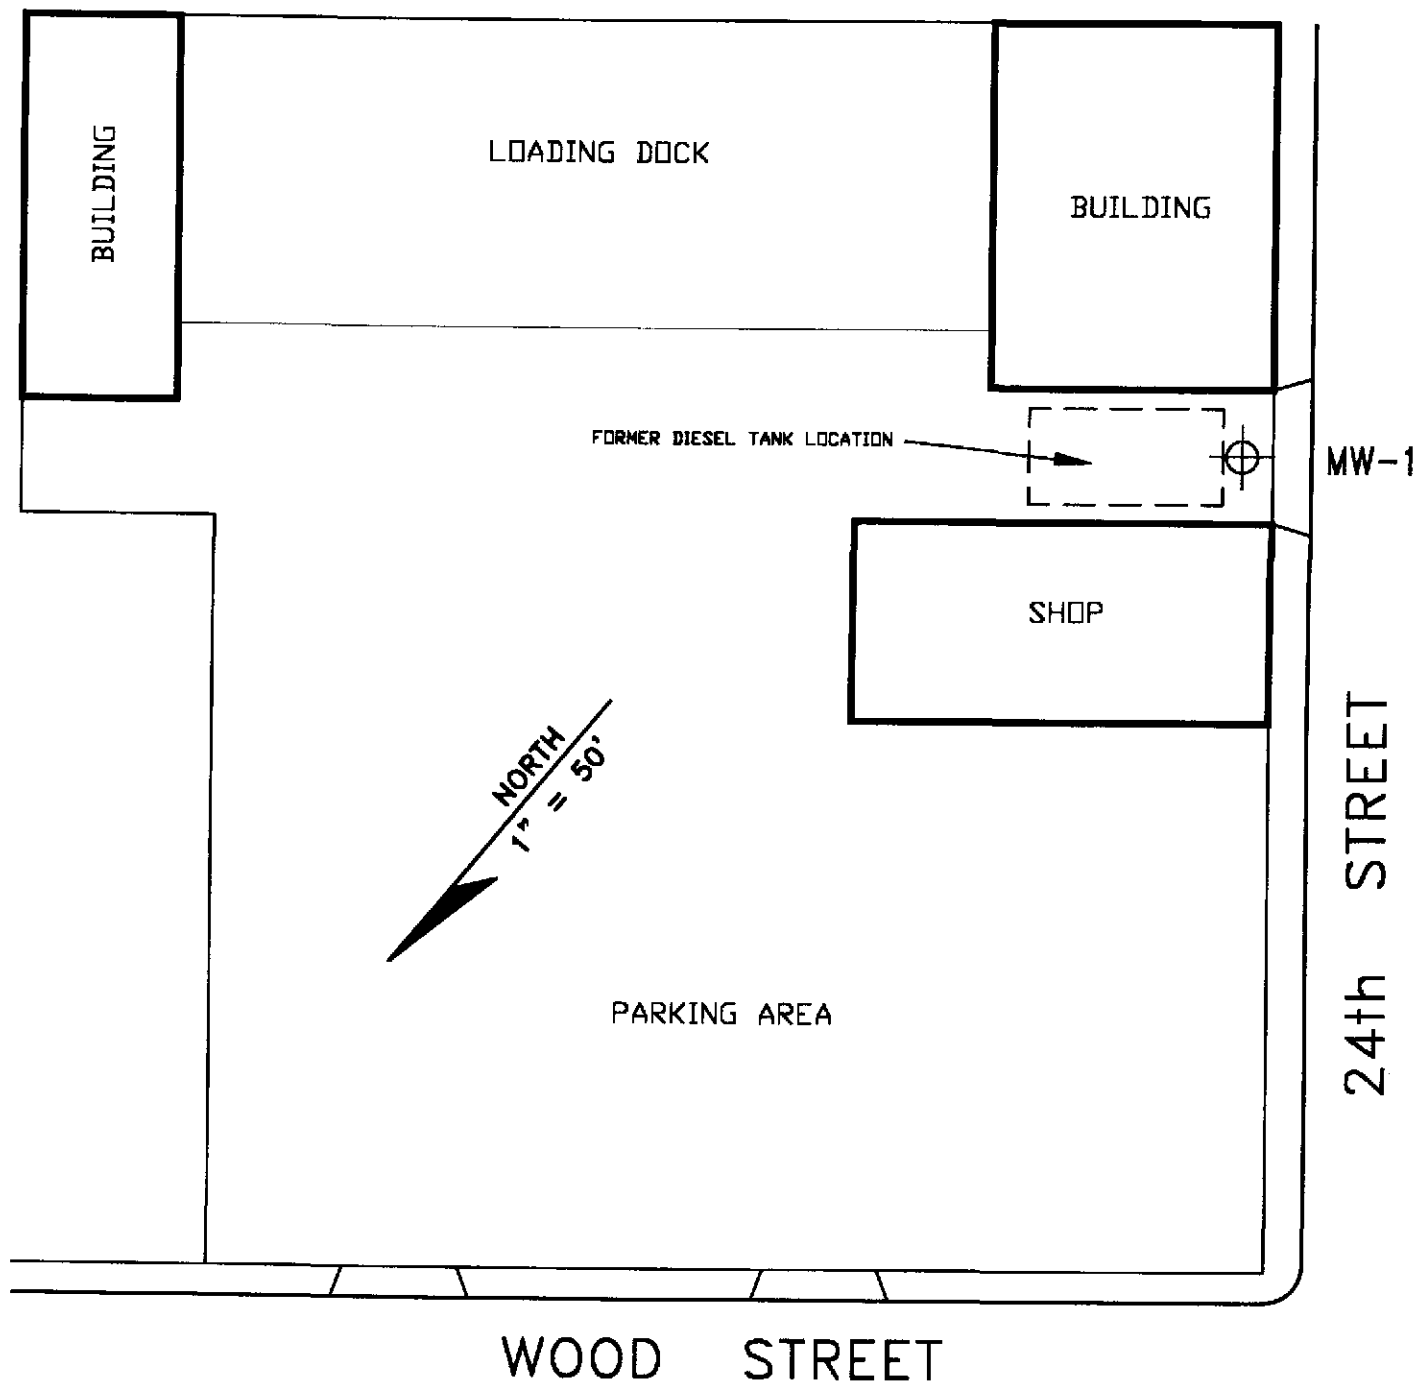 LOADING DOCK
BUILDING
BUILDING
FORMER DIESEL TANK LOCATION
MW-1
SHOP
NORTH
1" = 50'
24th STREET
PARKING AREA
WOOD STREET